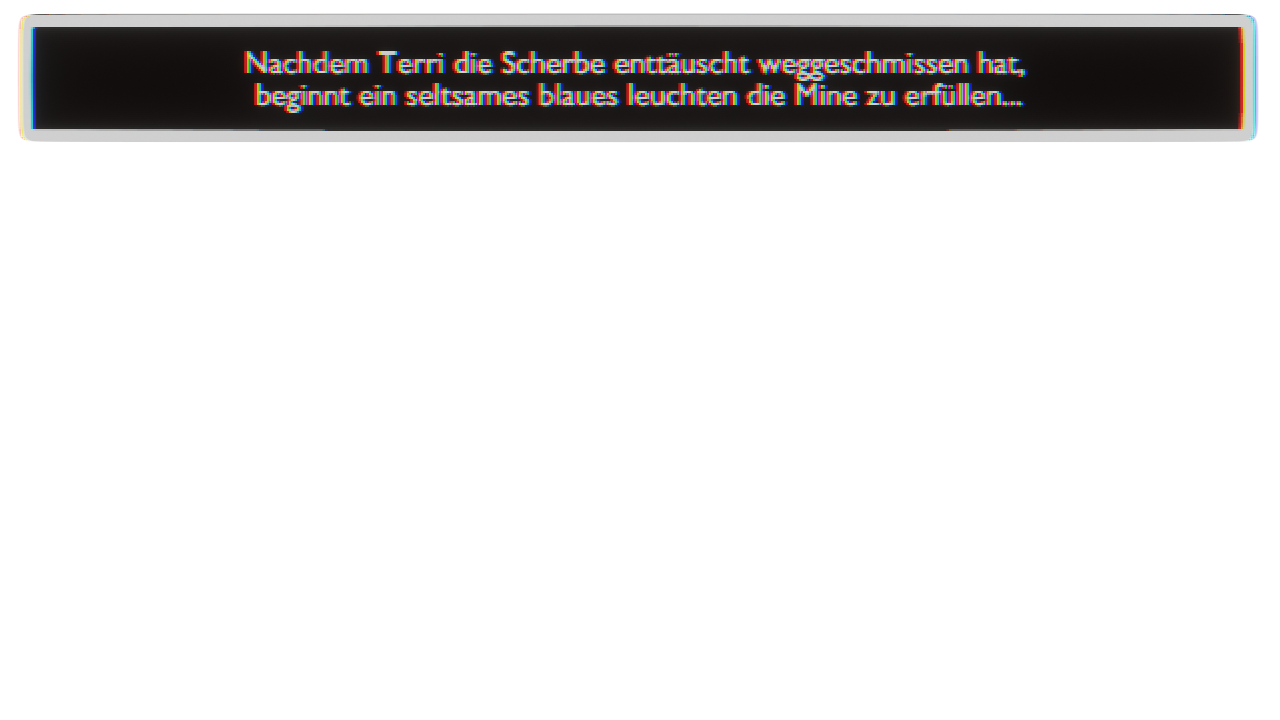 Nachdem Terri die Scherbe enttäuscht weggeschmissen hat,
beginnt ein seltsames blaues leuchten die Mine zu erfüllen...